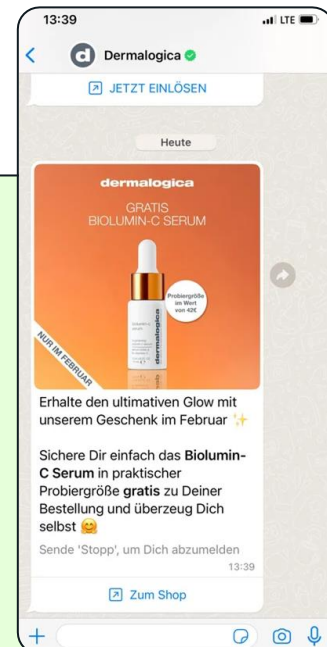 13:39
LTE
Dermalogica
JETZT EINLÖSEN
Heute
dermalogica
GRATIS
BIOLUMIN-C SERUM
Probiergröße
im Wert
von 42€
dermalogica
NUR IM FEBRUAR
Erhalte den ultimativen Glow mit
unserem Geschenk im Februar ✨
Sichere Dir einfach das Biolumin-
C Serum in praktischer
Probiergröße gratis zu Deiner
Bestellung und überzeug Dich
selbst 🤗
Sende 'Stopp', um Dich abzumelden
13:39
Zum Shop